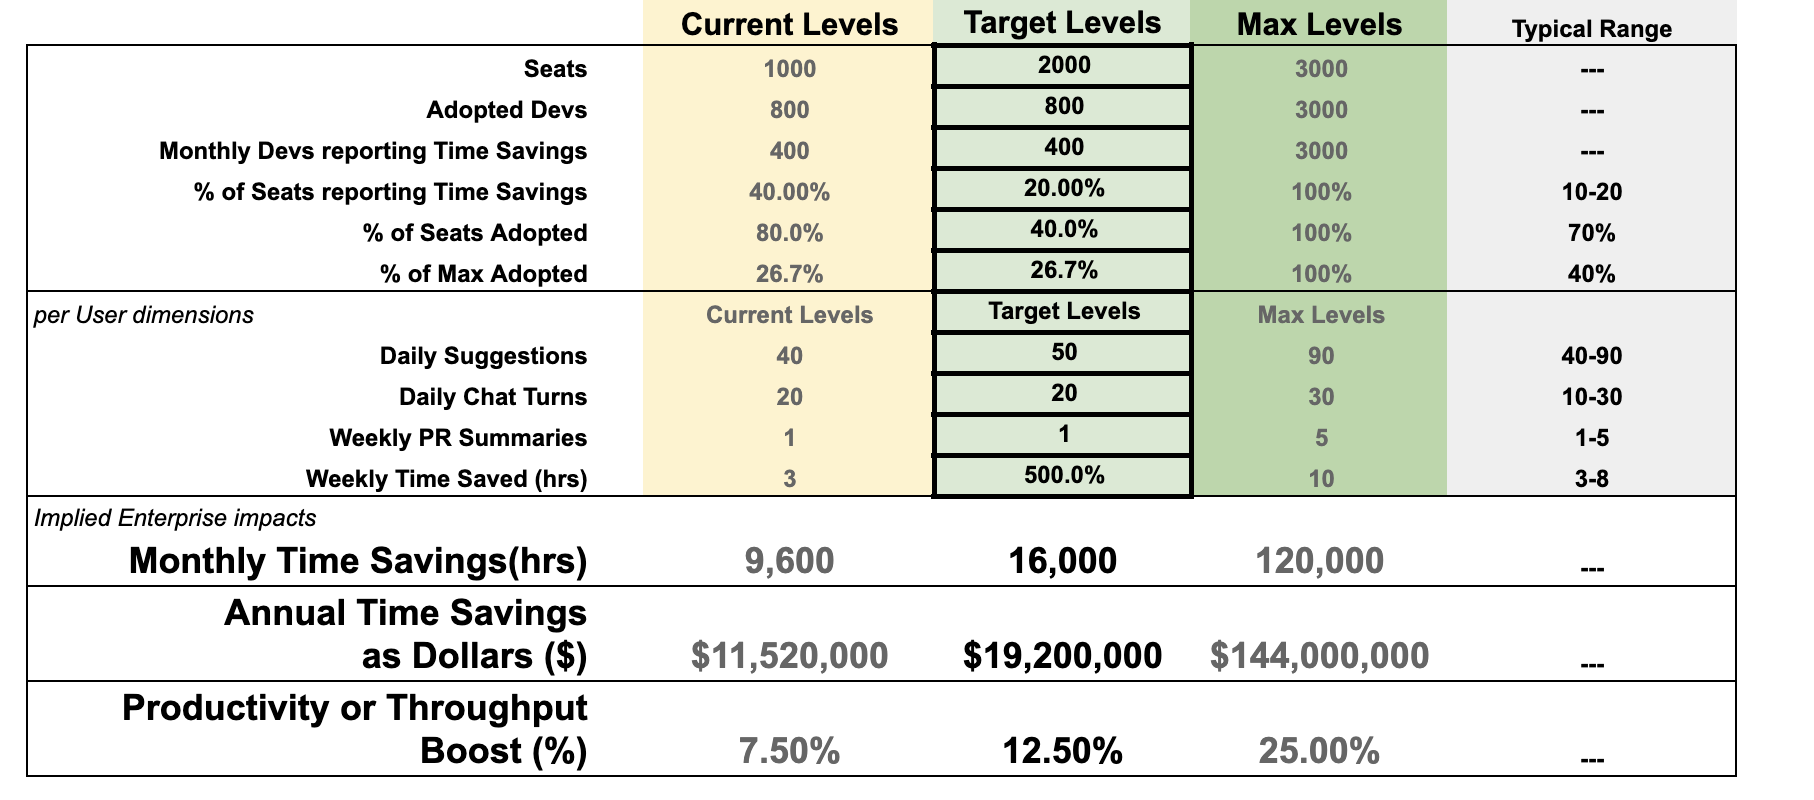 Current Levels Target Levels Max Levels Typical Range
Seats 1000 2000 3000 ---
Adopted Devs 800 800 3000 ---
Monthly Devs reporting Time Savings 400 400 3000 ---
% of Seats reporting Time Savings 40.00% 20.00% 100% 10-20
% of Seats Adopted 80.0% 40.0% 100% 70%
% of Max Adopted 26.7% 26.7% 100% 40%
per User dimensions Current Levels Target Levels Max Levels
Daily Suggestions 40 50 90 40-90
Daily Chat Turns 20 20 30 10-30
Weekly PR Summaries 1 1 5 1-5
Weekly Time Saved (hrs) 3 500.0% 10 3-8
Implied Enterprise impacts
Monthly Time Savings(hrs) 9,600 16,000 120,000 ---
Annual Time Savings
as Dollars ($) $11,520,000 $19,200,000 $144,000,000 ---
Productivity or Throughput
Boost (%) 7.50% 12.50% 25.00% ---